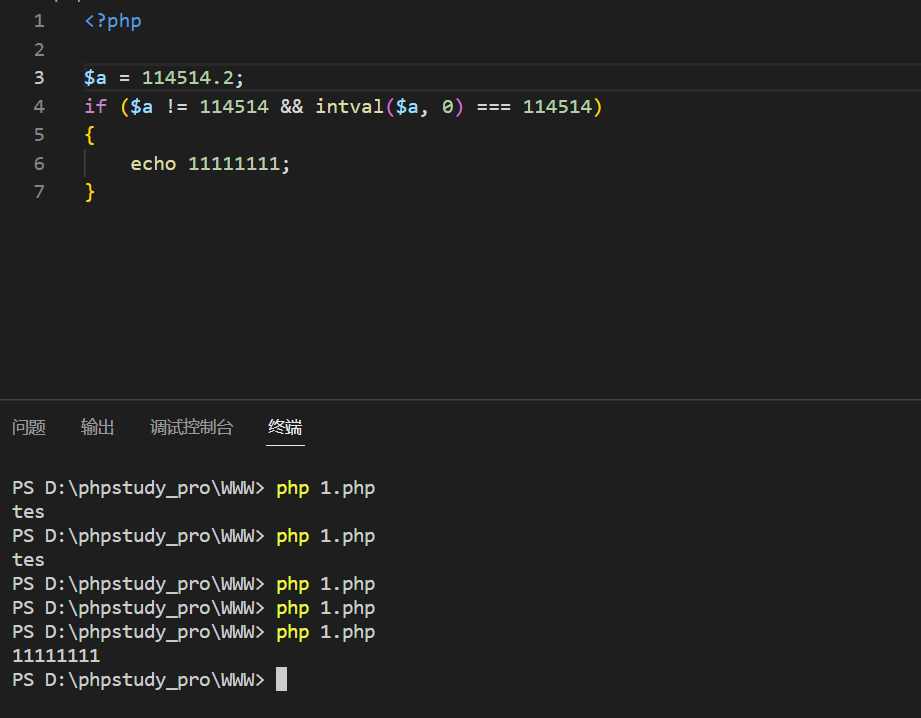 1 <?php
2
3 $a = 114514.2;
4 if ($a != 114514 && intval($a, 0) === 114514)
5 {
6 echo 11111111;
7 }
问题 输出 调试控制台 终端
PS D:\phpstudy_pro\WWW> php 1.php
tes
PS D:\phpstudy_pro\WWW> php 1.php
tes
PS D:\phpstudy_pro\WWW> php 1.php
PS D:\phpstudy_pro\WWW> php 1.php
PS D:\phpstudy_pro\WWW> php 1.php
11111111
PS D:\phpstudy_pro\WWW>